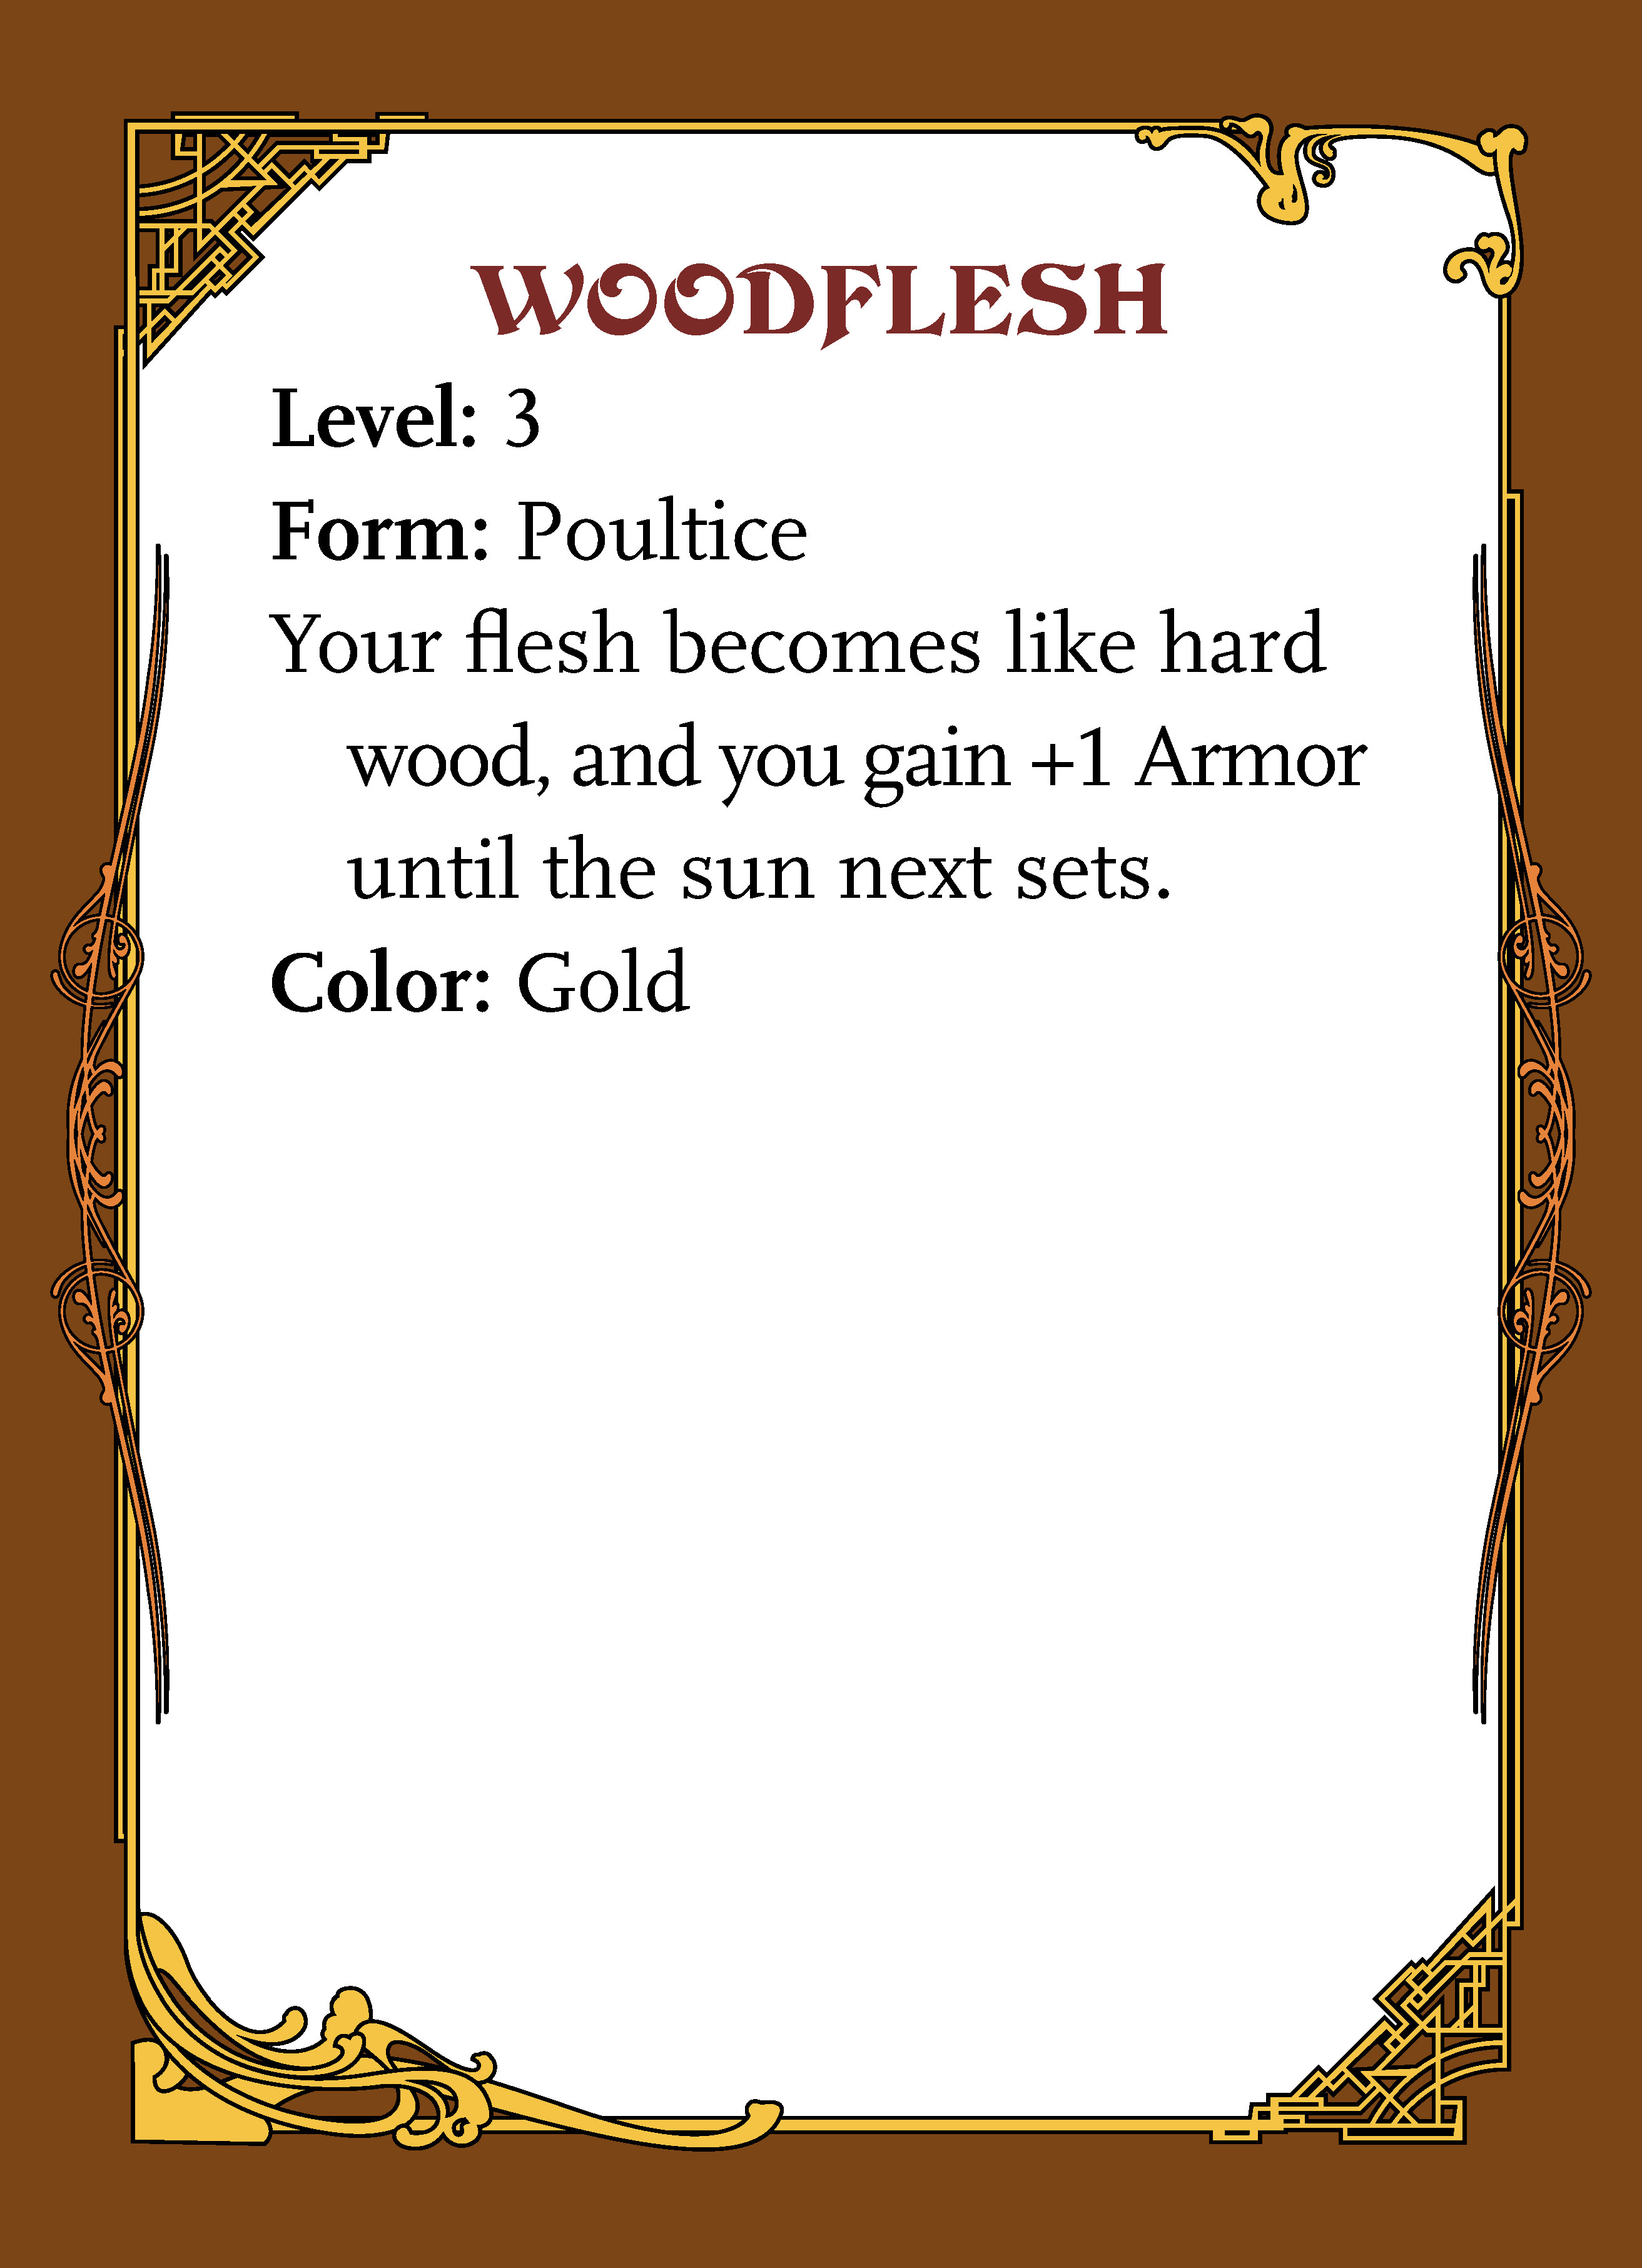 WOODFLESH
Level: 3
Form: Poultice
Your flesh becomes like hard
wood, and you gain +1 Armor
until the sun next sets.
Color: Gold